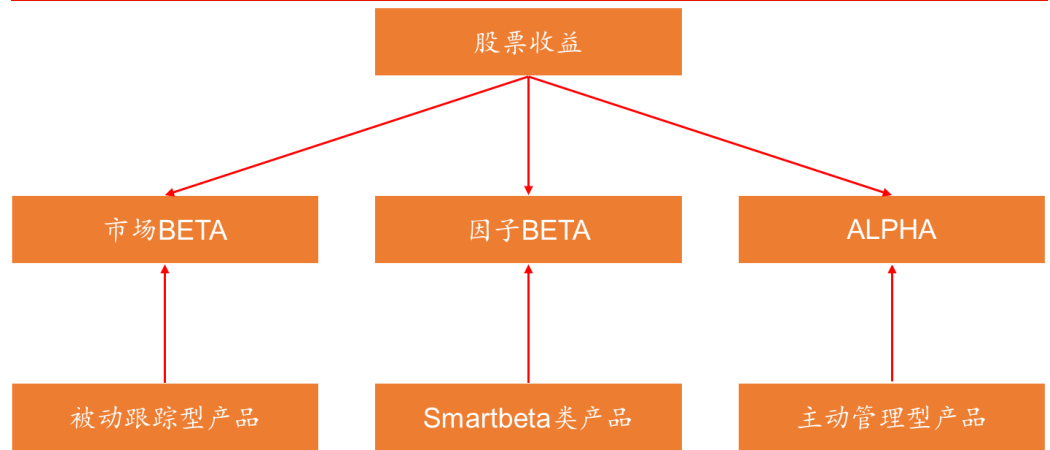 股票收益
市场BETA
因子BETA
ALPHA
被动跟踪型产品
Smartbeta类产品
主动管理型产品